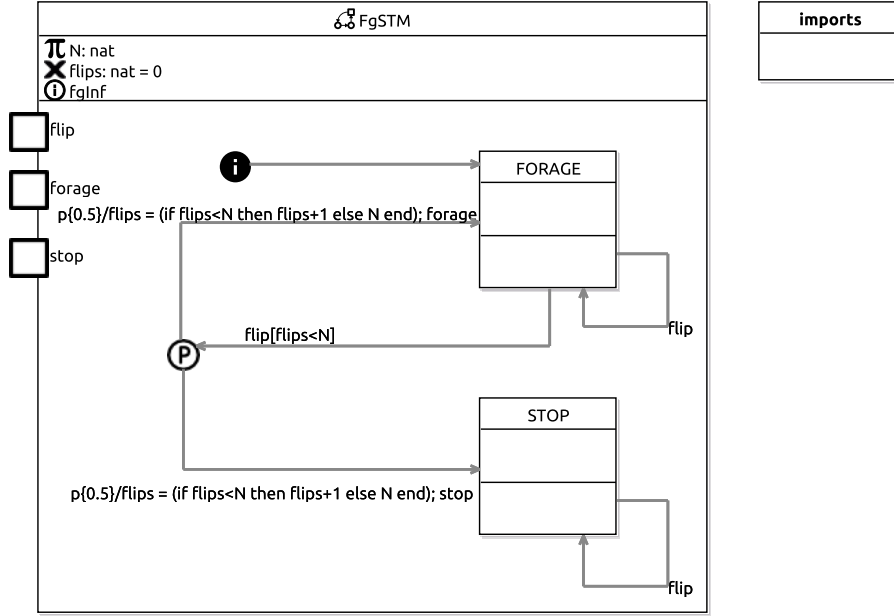 FgSTM
imports
π N: nat
flips: nat = 0
i fgInf
flip
i
FORAGE
forage
p{0.5}/flips = (if flips<N then flips+1 else N end); forage
stop
flip
flip[flips<N]
P
STOP
p{0.5}/flips = (if flips<N then flips+1 else N end); stop
flip